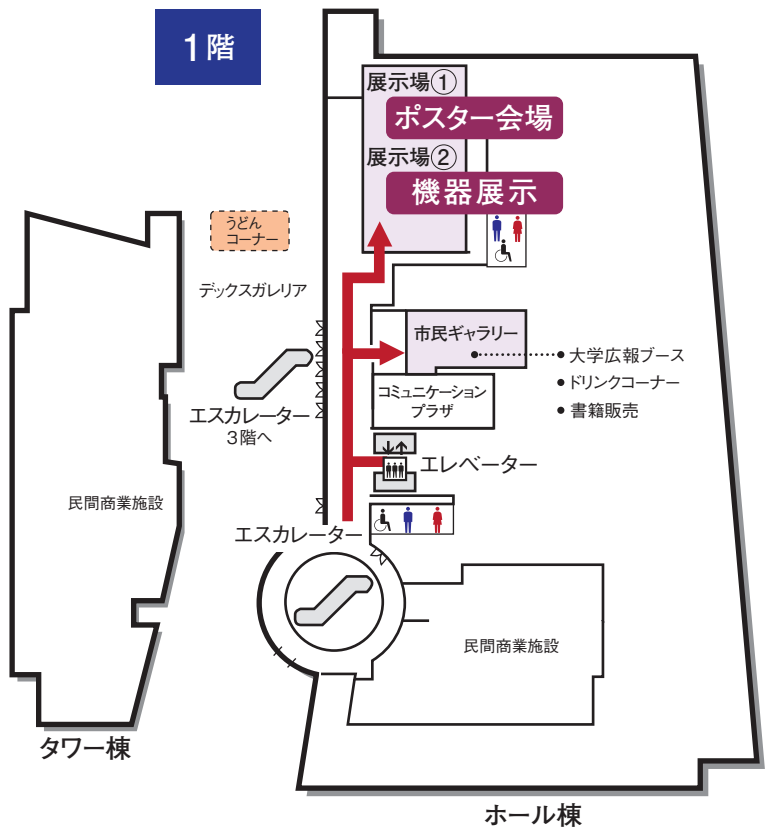 1階
展示場①
ポスター会場
展示場②
機器展示
うどん
コーナー
デックスガレリア
市民ギャラリー
● 大学広報ブース
● ドリンクコーナー
● 書籍販売
コミュニケーション
プラザ
エスカレーター
3階へ
エレベーター
民間商業施設
エスカレーター
民間商業施設
タワー棟
ホール棟